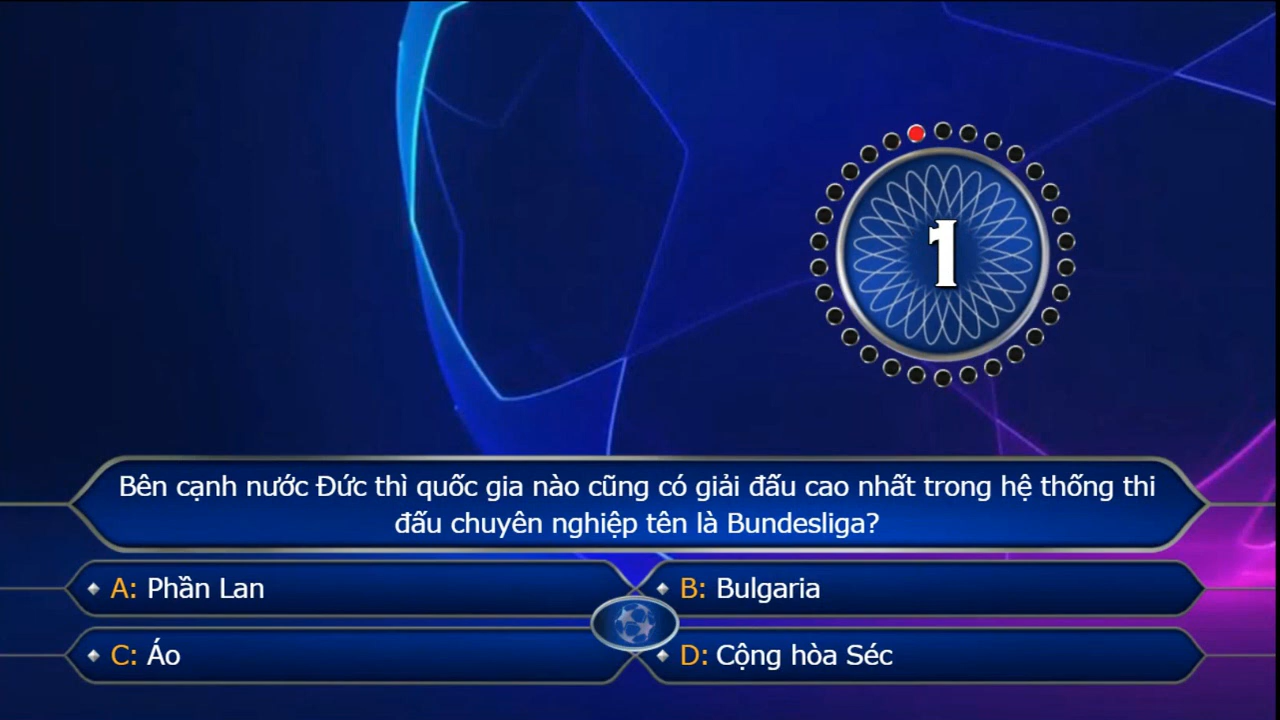 1
Bên cạnh nước Đức thì quốc gia nào cũng có giải đấu cao nhất trong hệ thống thi
đấu chuyên nghiệp tên là Bundesliga?
A: Phần Lan
B: Bulgaria
C: Áo
D: Cộng hòa Séc